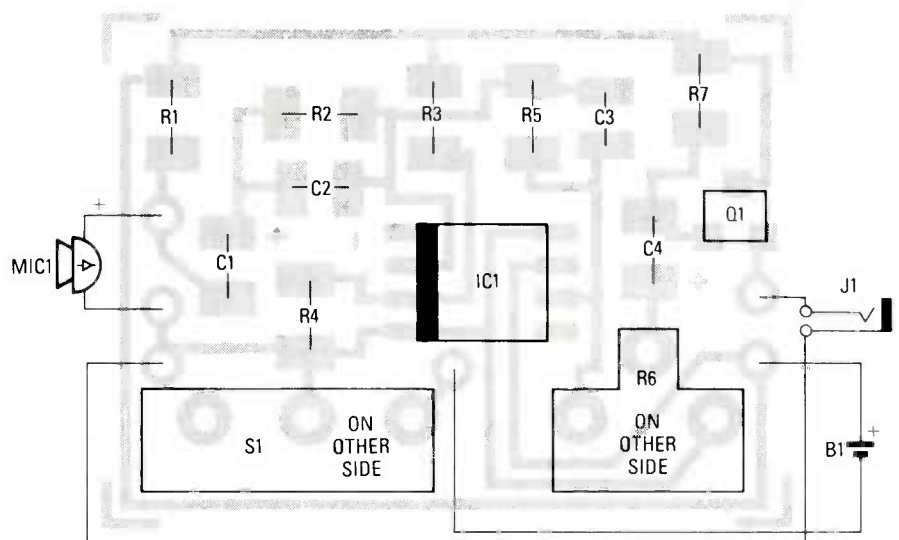 R1
R2
R3
R5
C3
R7
C2
Q1
+
MIC1
C1
IC1
C4
R4
J1
R6
S1
ON
OTHER
SIDE
ON
OTHER
SIDE
B1
+